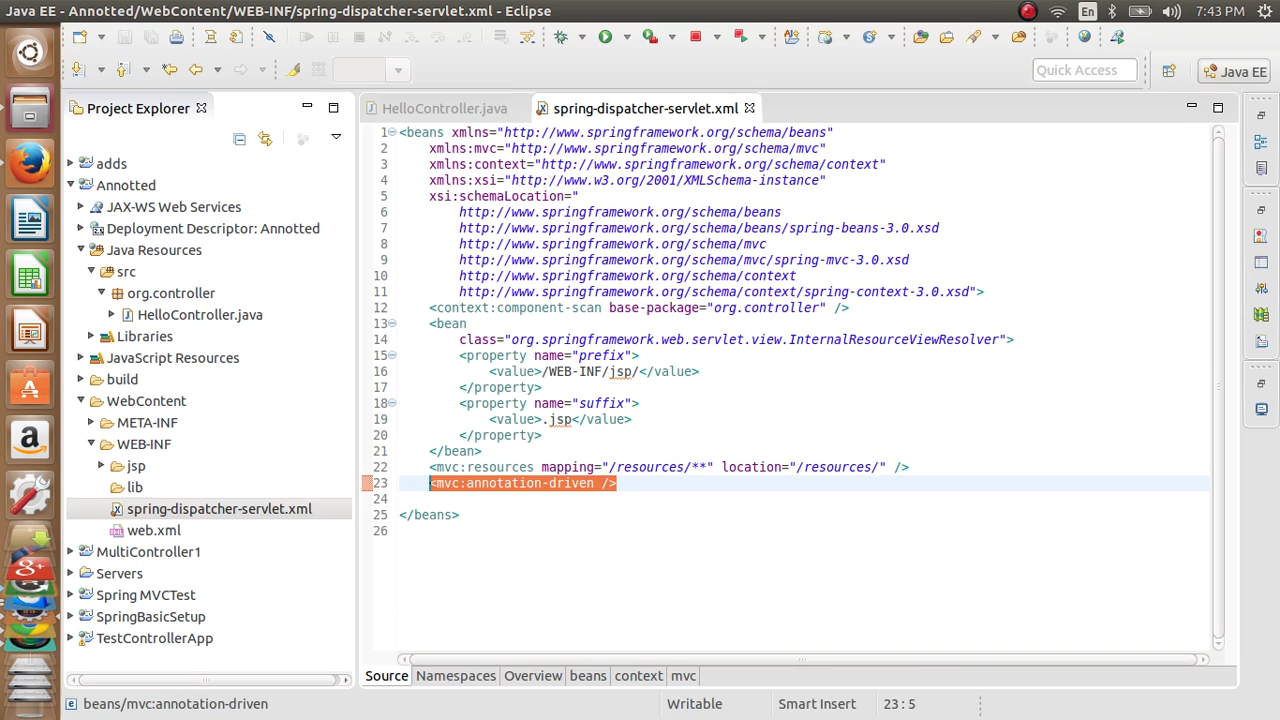 Java EE - Annotted/WebContent/WEB-INF/spring-dispatcher-servlet.xml - Eclipse
En
7:43 PM
Quick Access
Java EE
Project Explorer
adds
Annotted
JAX-WS Web Services
Deployment Descriptor: Annotted
Java Resources
src
org.controller
HelloController.java
Libraries
JavaScript Resources
build
WebContent
META-INF
WEB-INF
jsp
lib
spring-dispatcher-servlet.xml
web.xml
MultiController1
Servers
Spring MVCTest
SpringBasicSetup
TestControllerApp
HelloController.java
spring-dispatcher-servlet.xml
1 <beans xmlns="http://www.springframework.org/schema/beans"
2 xmlns:mvc="http://www.springframework.org/schema/mvc"
3 xmlns:context="http://www.springframework.org/schema/context"
4 xmlns:xsi="http://www.w3.org/2001/XMLSchema-instance"
5 xsi:schemaLocation="
6 http://www.springframework.org/schema/beans
7 http://www.springframework.org/schema/beans/spring-beans-3.0.xsd
8 http://www.springframework.org/schema/mvc
9 http://www.springframework.org/schema/mvc/spring-mvc-3.0.xsd
10 http://www.springframework.org/schema/context
11 http://www.springframework.org/schema/context/spring-context-3.0.xsd">
12 <context:component-scan base-package="org.controller" />
13 <bean
14 class="org.springframework.web.servlet.view.InternalResourceViewResolver">
15 <property name="prefix">
16 <value>/WEB-INF/jsp/</value>
17 </property>
18 <property name="suffix">
19 <value>.jsp</value>
20 </property>
21 </bean>
22 <mvc:resources mapping="/resources/**" location="/resources/" />
23 <mvc:annotation-driven />
24
25 </beans>
26
Source
Namespaces
Overview
beans
context
mvc
beans/mvc:annotation-driven
Writable
Smart Insert
23 : 5